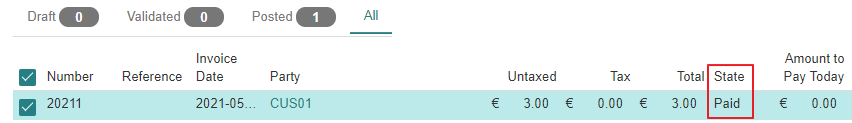 Draft 0 Validated 0 Posted 1 All
Number Reference Invoice Date Party Untaxed Tax Total State Amount to Pay Today
20211 2021-05... CUS01 € 3.00 € 0.00 € 3.00 Paid € 0.00